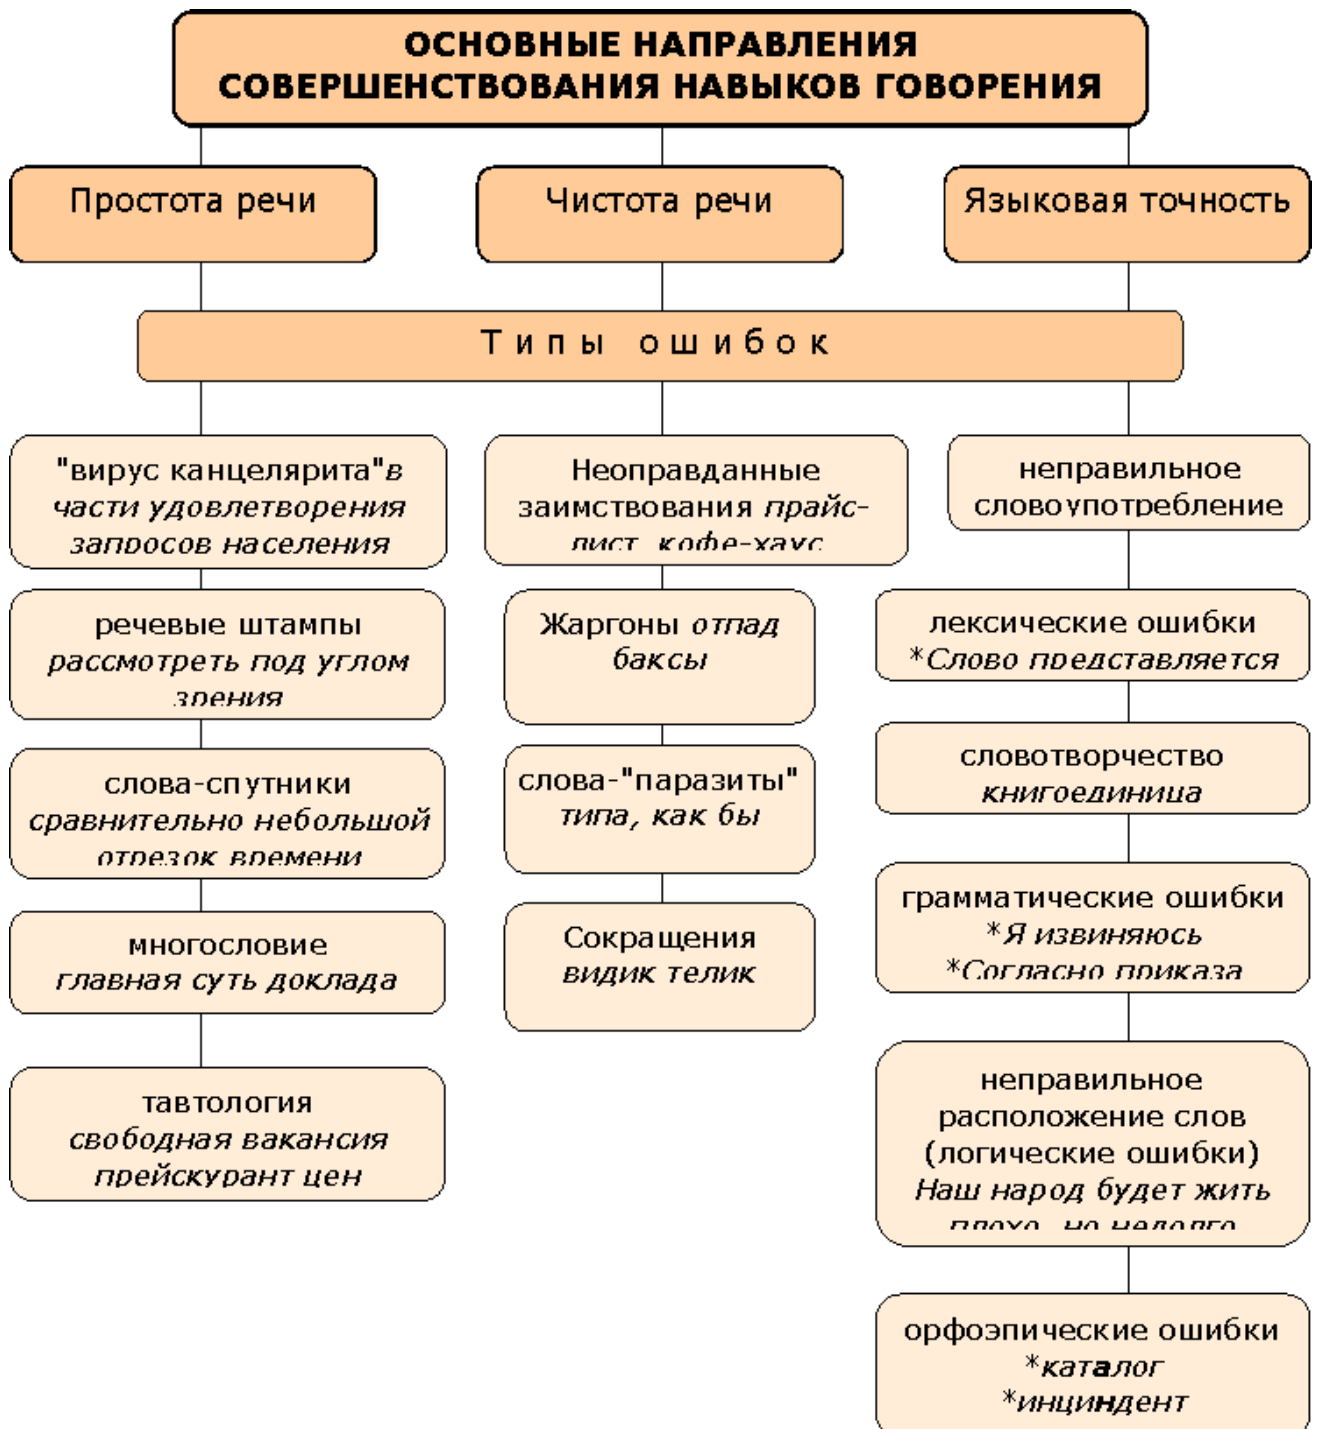 ОСНОВНЫЕ НАПРАВЛЕНИЯ
СОВЕРШЕНСТВОВАНИЯ НАВЫКОВ ГОВОРЕНИЯ
Простота речи
Чистота речи
Языковая точность
Типы ошибок
"вирус канцелярита"в
части удовлетворения
запросов населения
речевые штампы
рассмотреть под углом
зрения
слова-спутники
сравнительно небольшой
отрезок времени
многословие
главная суть доклада
тавтология
свободная вакансия
прейскурант цен
Неоправданные
заимствования прайс-
лист, кофе-хаус
Жаргоны отпад
баксы
слова-"паразиты"
типа, как бы
Сокращения
видик телик
неправильное
словоупотребление
лексические ошибки
*Слово представляется
словотворчество
книгоединица
грамматические ошибки
*Я извиняюсь
*Согласно приказа
неправильное
расположение слов
(логические ошибки)
Наш народ будет жить
плохо, но недолго
орфоэпические ошибки
*каталог
*инциндент